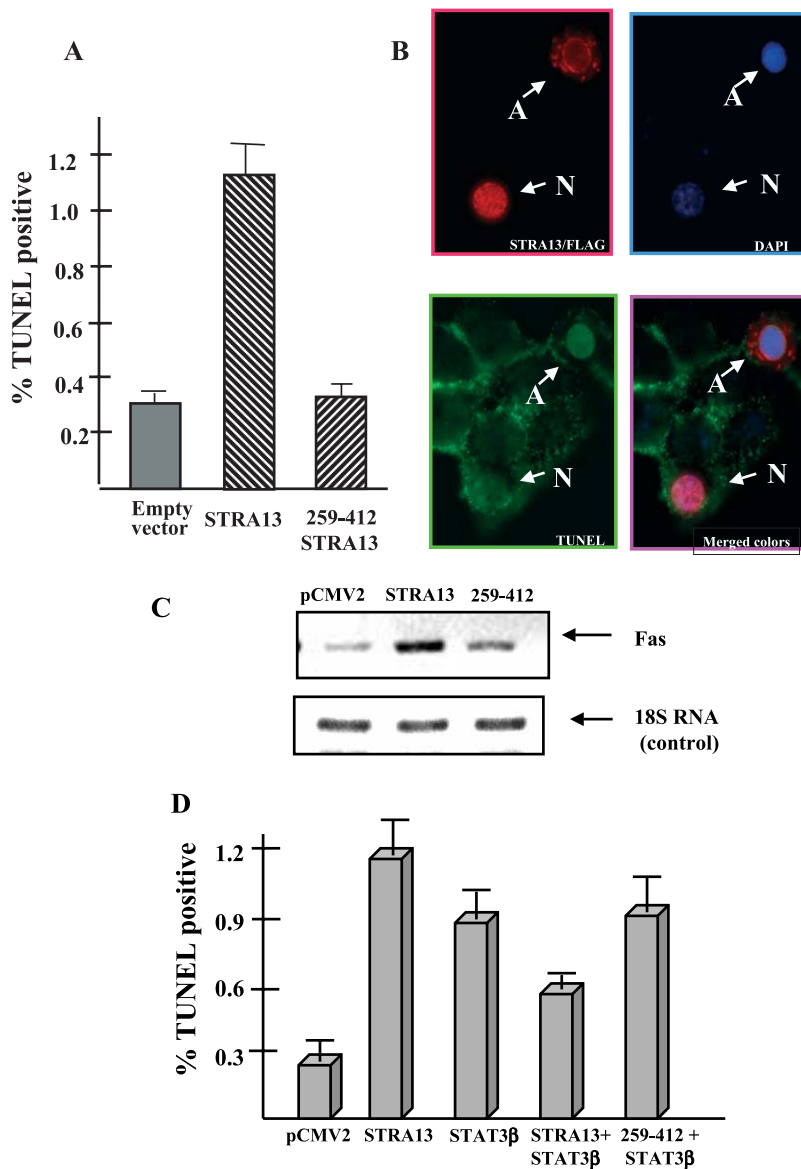 A
% TUNEL positive
1.2
1.0
0.8
0.6
0.4
0.2
Empty
vector
STRA13
259-412
STRA13
B
A
N
STRA13/FLAG
A
N
DAPI
A
N
TUNEL
A
N
Merged colors
C
pCMV2
STRA13
259-412
Fas
18S RNA
(control)
D
% TUNEL positive
1.2
0.9
0.6
0.3
pCMV2
STRA13
STAT3β
STRA13+
STAT3β
259-412 +
STAT3β